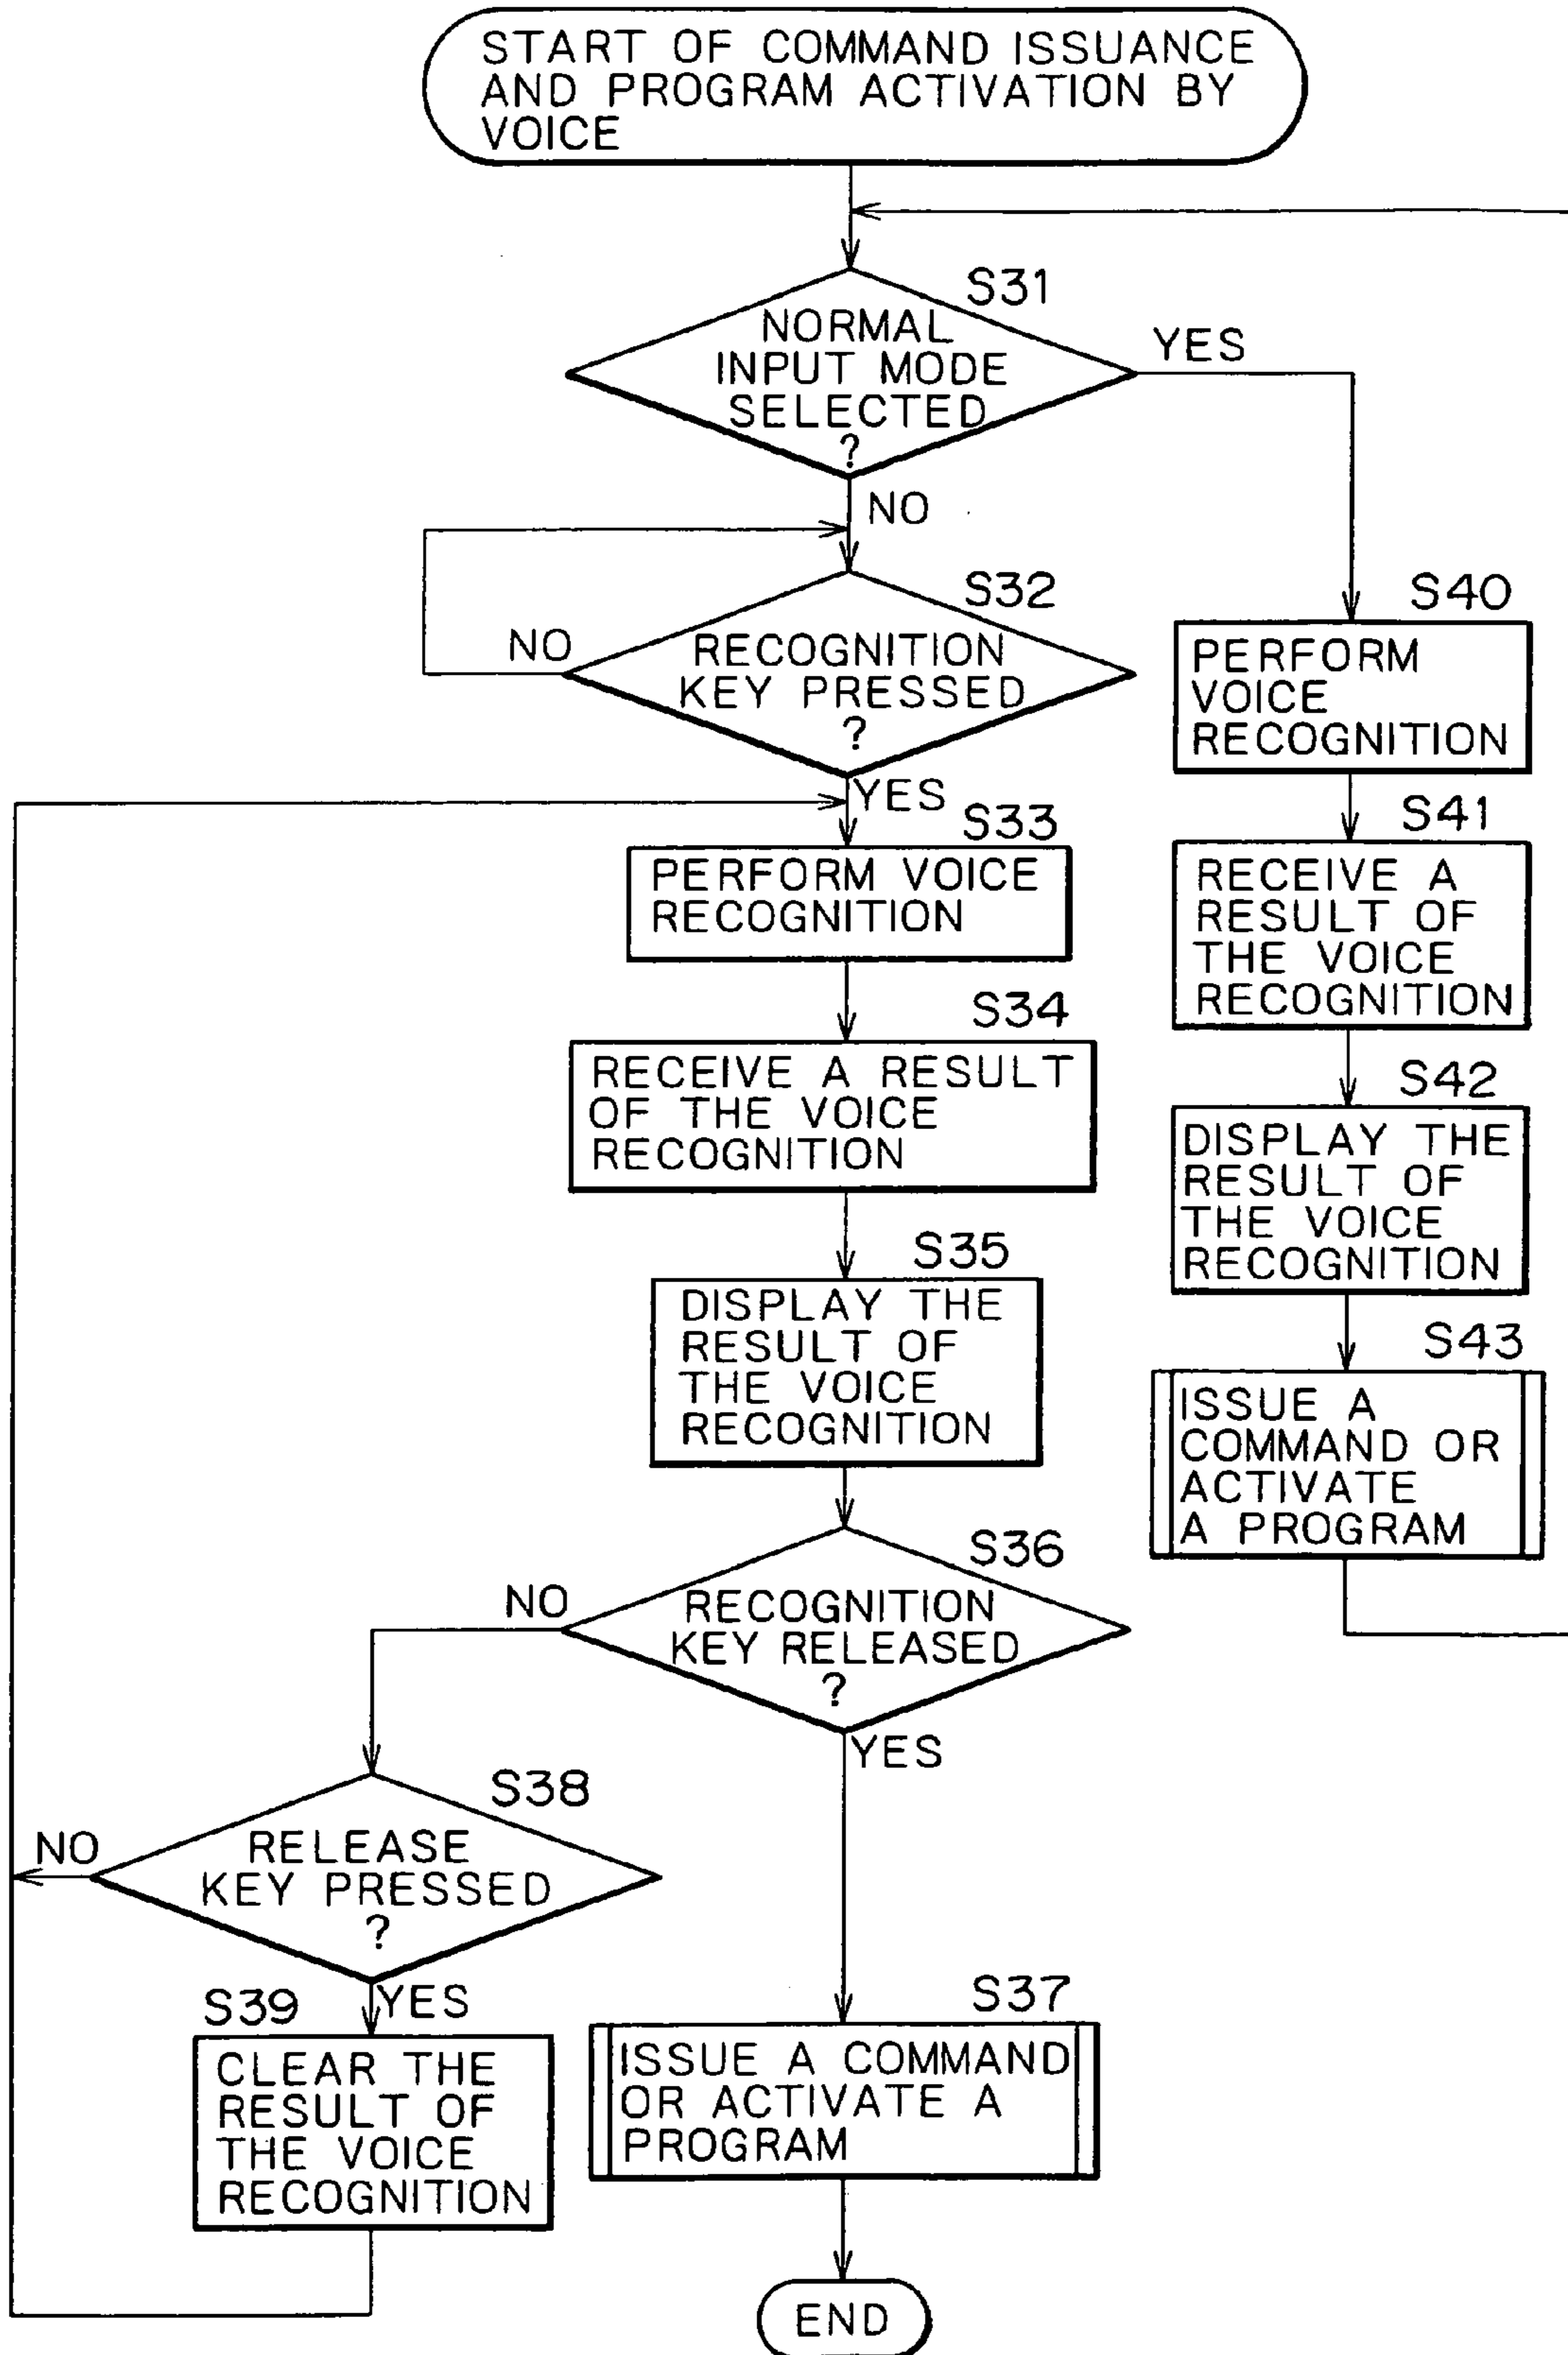 START OF COMMAND ISSUANCE
AND PROGRAM ACTIVATION BY
VOICE
S31
NORMAL
INPUT MODE
SELECTED
?
YES
NO
S32
RECOGNITION
KEY PRESSED
?
NO
YES
S33
PERFORM VOICE
RECOGNITION
S34
RECEIVE A RESULT
OF THE VOICE
RECOGNITION
S35
DISPLAY THE
RESULT OF
THE VOICE
RECOGNITION
S36
RECOGNITION
KEY RELEASED
?
NO
YES
S38
RELEASE
KEY PRESSED
?
NO
YES
S39
CLEAR THE
RESULT OF
THE VOICE
RECOGNITION
S37
ISSUE A COMMAND
OR ACTIVATE A
PROGRAM
END
S40
PERFORM
VOICE
RECOGNITION
S41
RECEIVE A
RESULT OF
THE VOICE
RECOGNITION
S42
DISPLAY THE
RESULT OF
THE VOICE
RECOGNITION
S43
ISSUE A
COMMAND OR
ACTIVATE
A PROGRAM